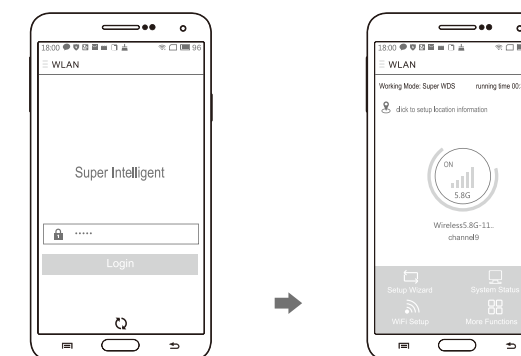 18:00
96
WLAN
Super Intelligent
•••••
Login
18:00
WLAN
Working Mode: Super WDS
running time 00:
click to setup location information
ON
5.8G
Wireless5.8G-11..
channel9
Setup Wizard
System Status
WiFi Setup
More Functions